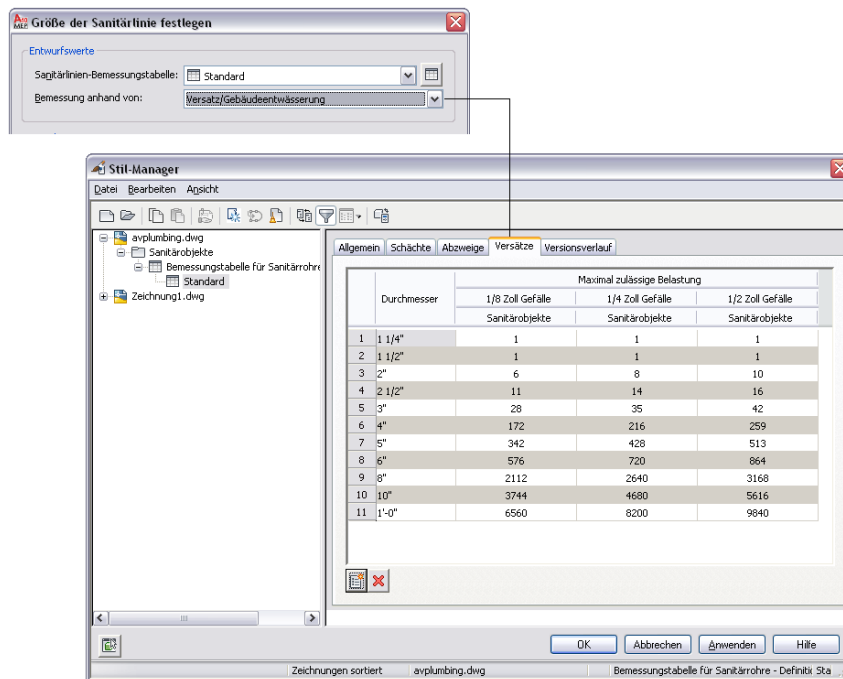 Größe der Sanitärlinie festlegen
Entwurfswerte
Sanitärlinien-Bemessungstabelle: Standard
Bemessung anhand von: Versatz/Gebäudeentwässerung
Stil-Manager
Datei Bearbeiten Ansicht
avplumbing.dwg
Sanitärobjekte
Bemessungstabelle für Sanitärrohre
Standard
Zeichnung1.dwg
Allgemein Schächte Abzweige Versätze Versionsverlauf
Maximal zulässige Belastung
Durchmesser 1/8 Zoll Gefälle 1/4 Zoll Gefälle 1/2 Zoll Gefälle
Sanitärobjekte Sanitärobjekte Sanitärobjekte
1 1 1/4" 1 1 1
2 1 1/2" 1 1 1
3 2" 6 8 10
4 2 1/2" 11 14 16
5 3" 28 35 42
6 4" 172 216 259
7 5" 342 428 513
8 6" 576 720 864
9 8" 2112 2640 3168
10 10" 3744 4680 5616
11 1'-0" 6560 8200 9840
OK Abbrechen Anwenden Hilfe
Zeichnungen sortiert avplumbing.dwg Bemessungstabelle für Sanitärrohre - Definiti Sta